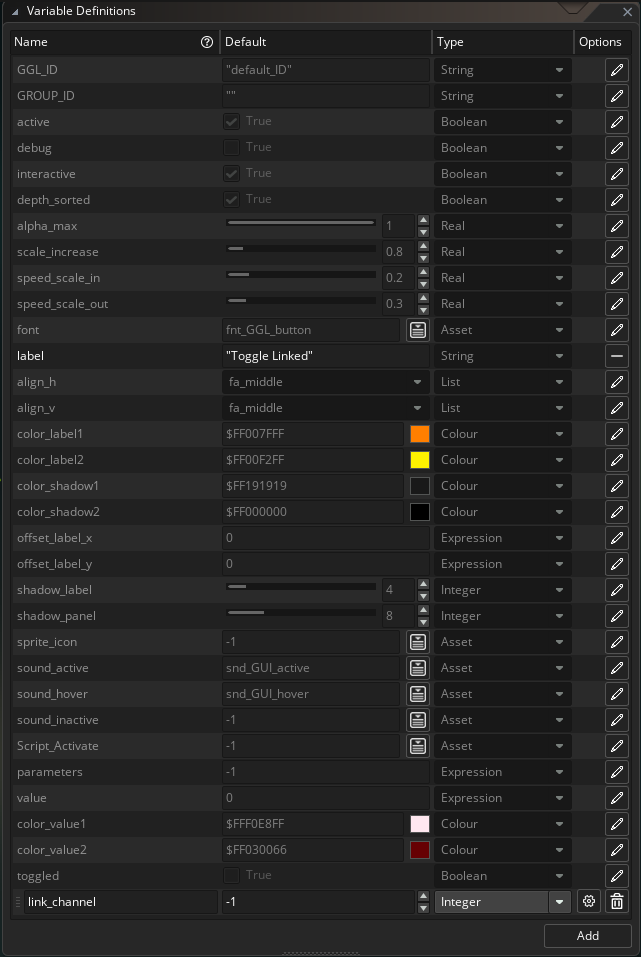 Variable Definitions
Name Default Type Options
GGL_ID "default_ID" String
GROUP_ID "" String
active True Boolean
debug True Boolean
interactive True Boolean
depth_sorted True Boolean
alpha_max 1 Real
scale_increase 0.8 Real
speed_scale_in 0.2 Real
speed_scale_out 0.3 Real
font fnt_GGL_button Asset
label "Toggle Linked" String
align_h fa_middle List
align_v fa_middle List
color_label1 $FF007FFF Colour
color_label2 $FF00F2FF Colour
color_shadow1 $FF191919 Colour
color_shadow2 $FF000000 Colour
offset_label_x 0 Expression
offset_label_y 0 Expression
shadow_label 4 Integer
shadow_panel 8 Integer
sprite_icon -1 Asset
sound_active snd_GUI_active Asset
sound_hover snd_GUI_hover Asset
sound_inactive -1 Asset
Script_Activate -1 Asset
parameters -1 Expression
value 0 Expression
color_value1 $FFF0E8FF Colour
color_value2 $FF030066 Colour
toggled True Boolean
link_channel -1 Integer
Add